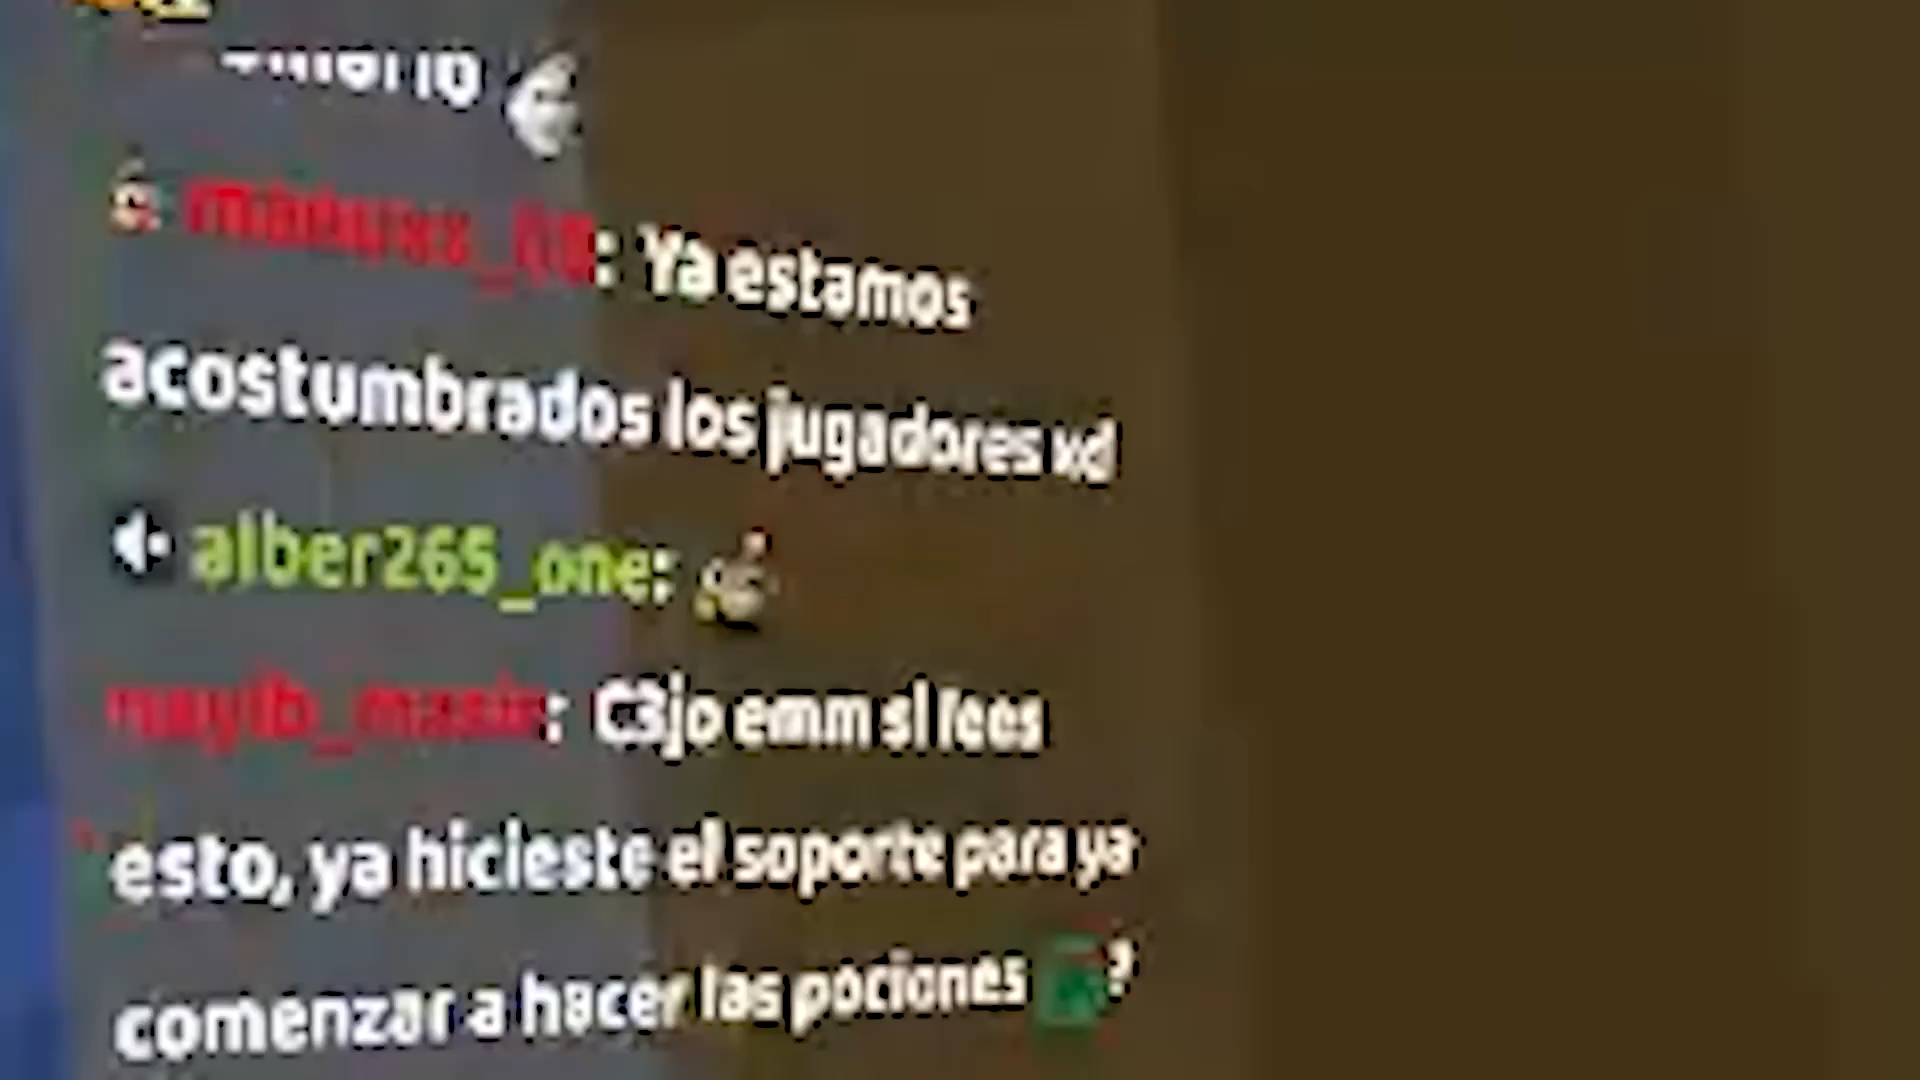 : Ya estamos
acostumbrados los jugadores xd
alber265_one:
: C3jo emm si lees
esto, ya hicieste el soporte para ya
comenzar a hacer las pociones ?